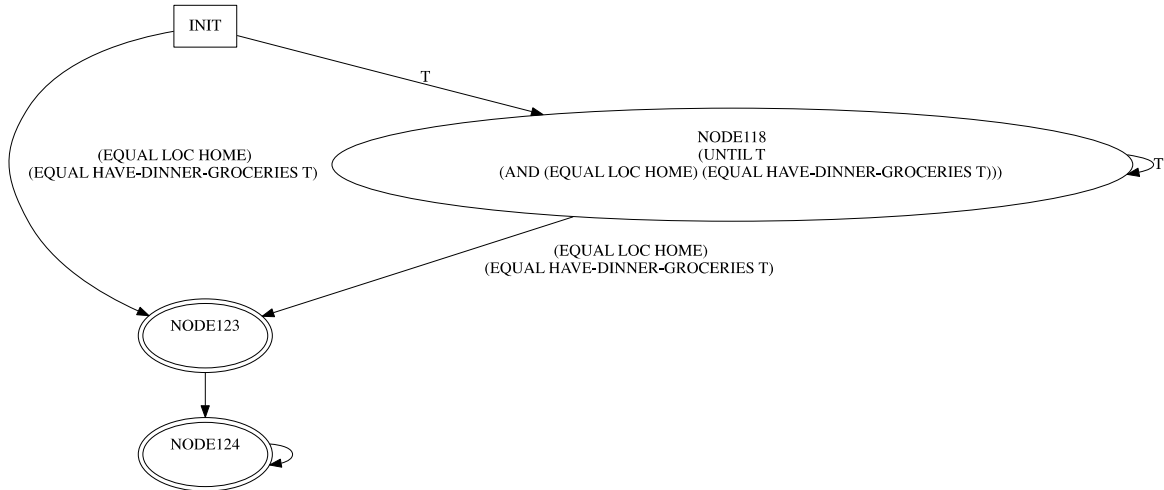 INIT
T
NODE118
(UNTIL T
(AND (EQUAL LOC HOME) (EQUAL HAVE-DINNER-GROCERIES T)))
T
(EQUAL LOC HOME)
(EQUAL HAVE-DINNER-GROCERIES T)
(EQUAL LOC HOME)
(EQUAL HAVE-DINNER-GROCERIES T)
NODE123
NODE124